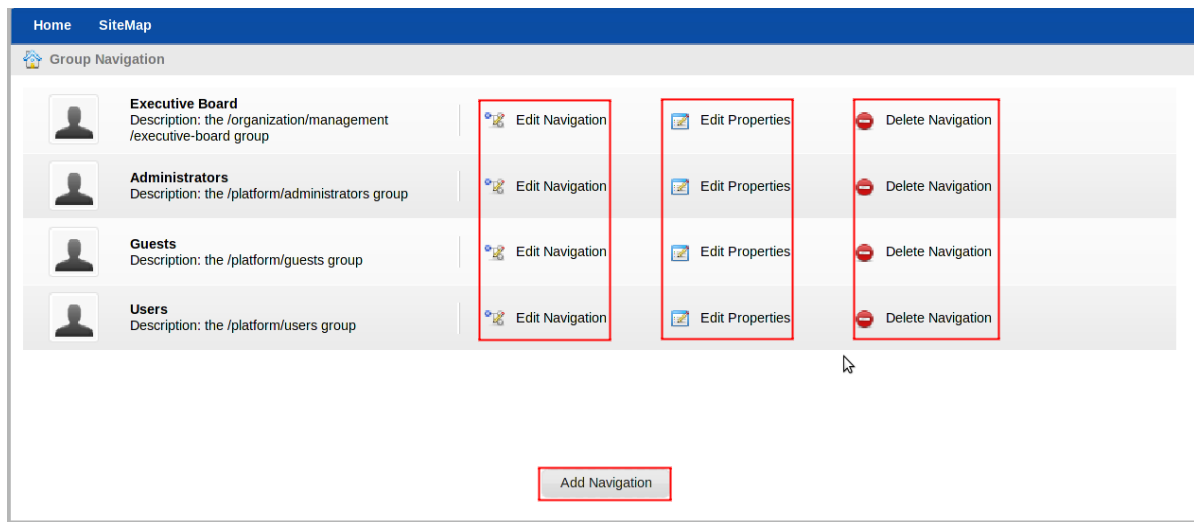 Home SiteMap
Group Navigation
Executive Board
Description: the /organization/management
/executive-board group
Edit Navigation Edit Properties Delete Navigation
Administrators
Description: the /platform/administrators group
Edit Navigation Edit Properties Delete Navigation
Guests
Description: the /platform/guests group
Edit Navigation Edit Properties Delete Navigation
Users
Description: the /platform/users group
Edit Navigation Edit Properties Delete Navigation
Add Navigation